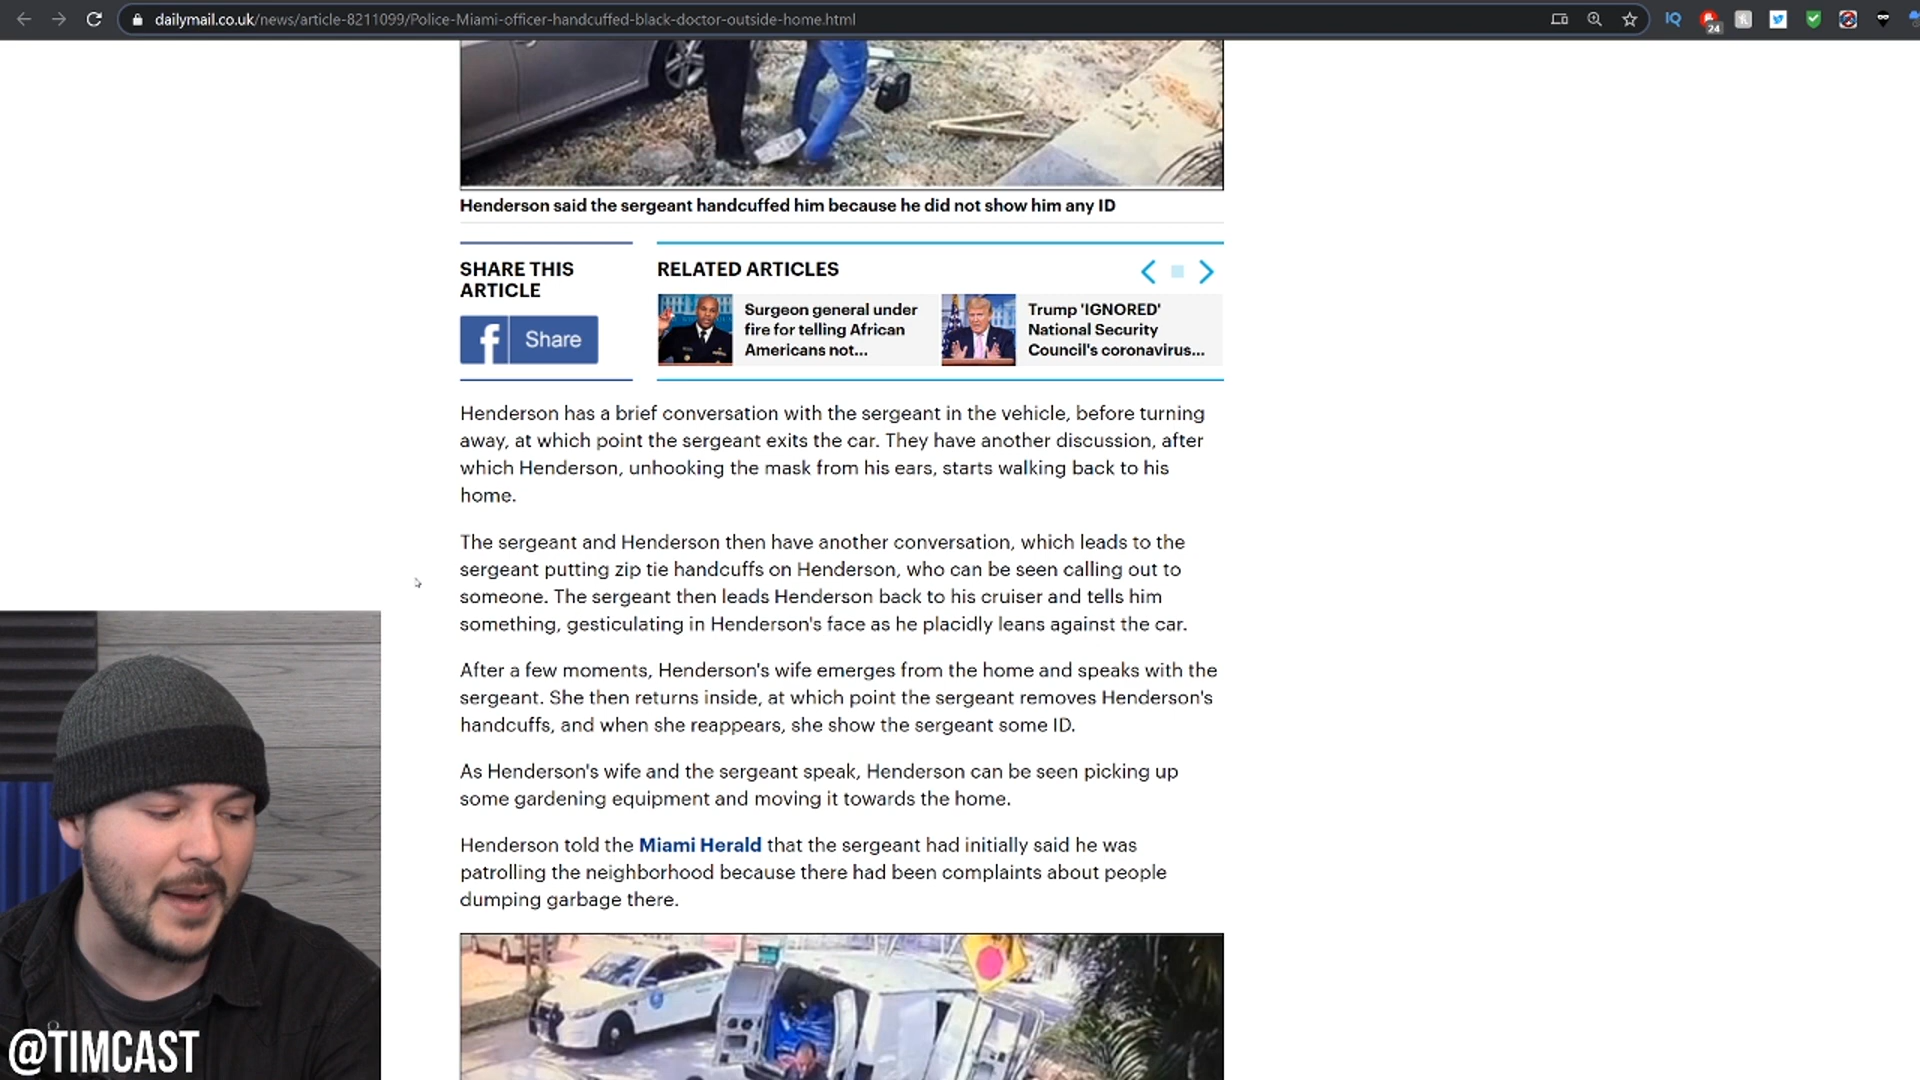 dailymail.co.uk/news/article-8211099/Police-Miami-officer-handcuffed-black-doctor-outside-home.html
24
Henderson said the sergeant handcuffed him because he did not show him any ID
SHARE THIS
ARTICLE
f Share
RELATED ARTICLES
Surgeon general under
fire for telling African
Americans not...
Trump 'IGNORED'
National Security
Council's coronavirus...
Henderson has a brief conversation with the sergeant in the vehicle, before turning
away, at which point the sergeant exits the car. They have another discussion, after
which Henderson, unhooking the mask from his ears, starts walking back to his
home.
The sergeant and Henderson then have another conversation, which leads to the
sergeant putting zip tie handcuffs on Henderson, who can be seen calling out to
someone. The sergeant then leads Henderson back to his cruiser and tells him
something, gesticulating in Henderson's face as he placidly leans against the car.
After a few moments, Henderson's wife emerges from the home and speaks with the
sergeant. She then returns inside, at which point the sergeant removes Henderson's
handcuffs, and when she reappears, she show the sergeant some ID.
As Henderson's wife and the sergeant speak, Henderson can be seen picking up
some gardening equipment and moving it towards the home.
Henderson told the Miami Herald that the sergeant had initially said he was
patrolling the neighborhood because there had been complaints about people
dumping garbage there.
@TIMCAST